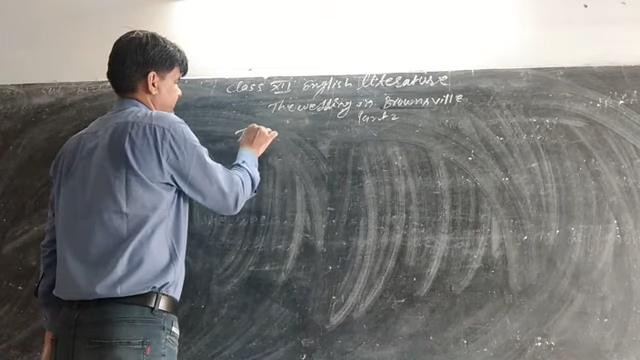 Class XII English literature
The wedding in Brownsville
Part 2